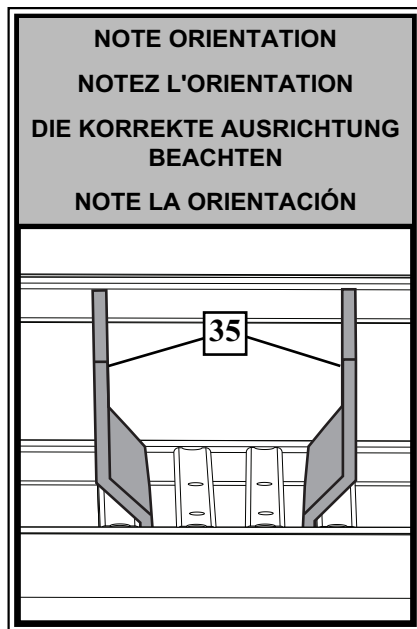 NOTE ORIENTATION
NOTEZ L'ORIENTATION
DIE KORREKTE AUSRICHTUNG
BEACHTEN
NOTE LA ORIENTACIÓN
35